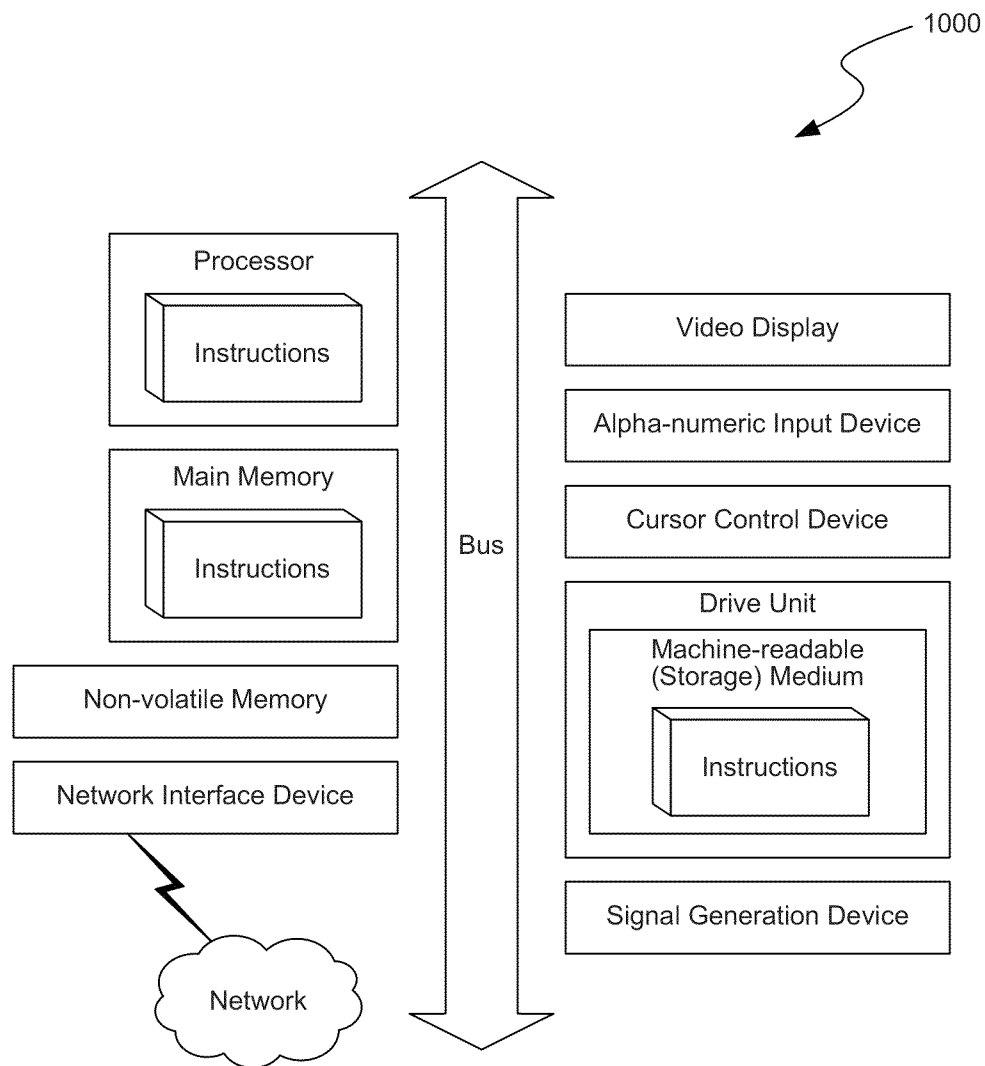 1000
Processor
Instructions
Main Memory
Instructions
Non-volatile Memory
Network Interface Device
Network
Bus
Video Display
Alpha-numeric Input Device
Cursor Control Device
Drive Unit
Machine-readable
(Storage) Medium
Instructions
Signal Generation Device